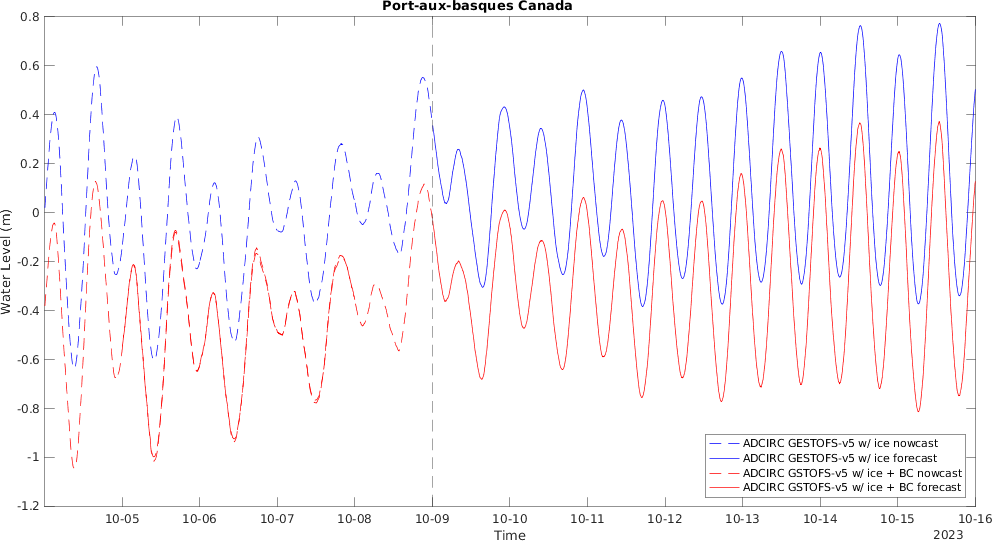 Port-aux-basques Canada
0.8
0.6
0.4
0.2
0
-0.2
-0.4
-0.6
-0.8
-1
-1.2
Water Level (m)
ADCIRC GESTOFS-v5 w/ ice nowcast
ADCIRC GESTOFS-v5 w/ ice forecast
ADCIRC GSTOFS-v5 w/ ice + BC nowcast
ADCIRC GSTOFS-v5 w/ ice + BC forecast
10-05 10-06 10-07 10-08 10-09 10-10 10-11 10-12 10-13 10-14 10-15 10-16
Time
2023